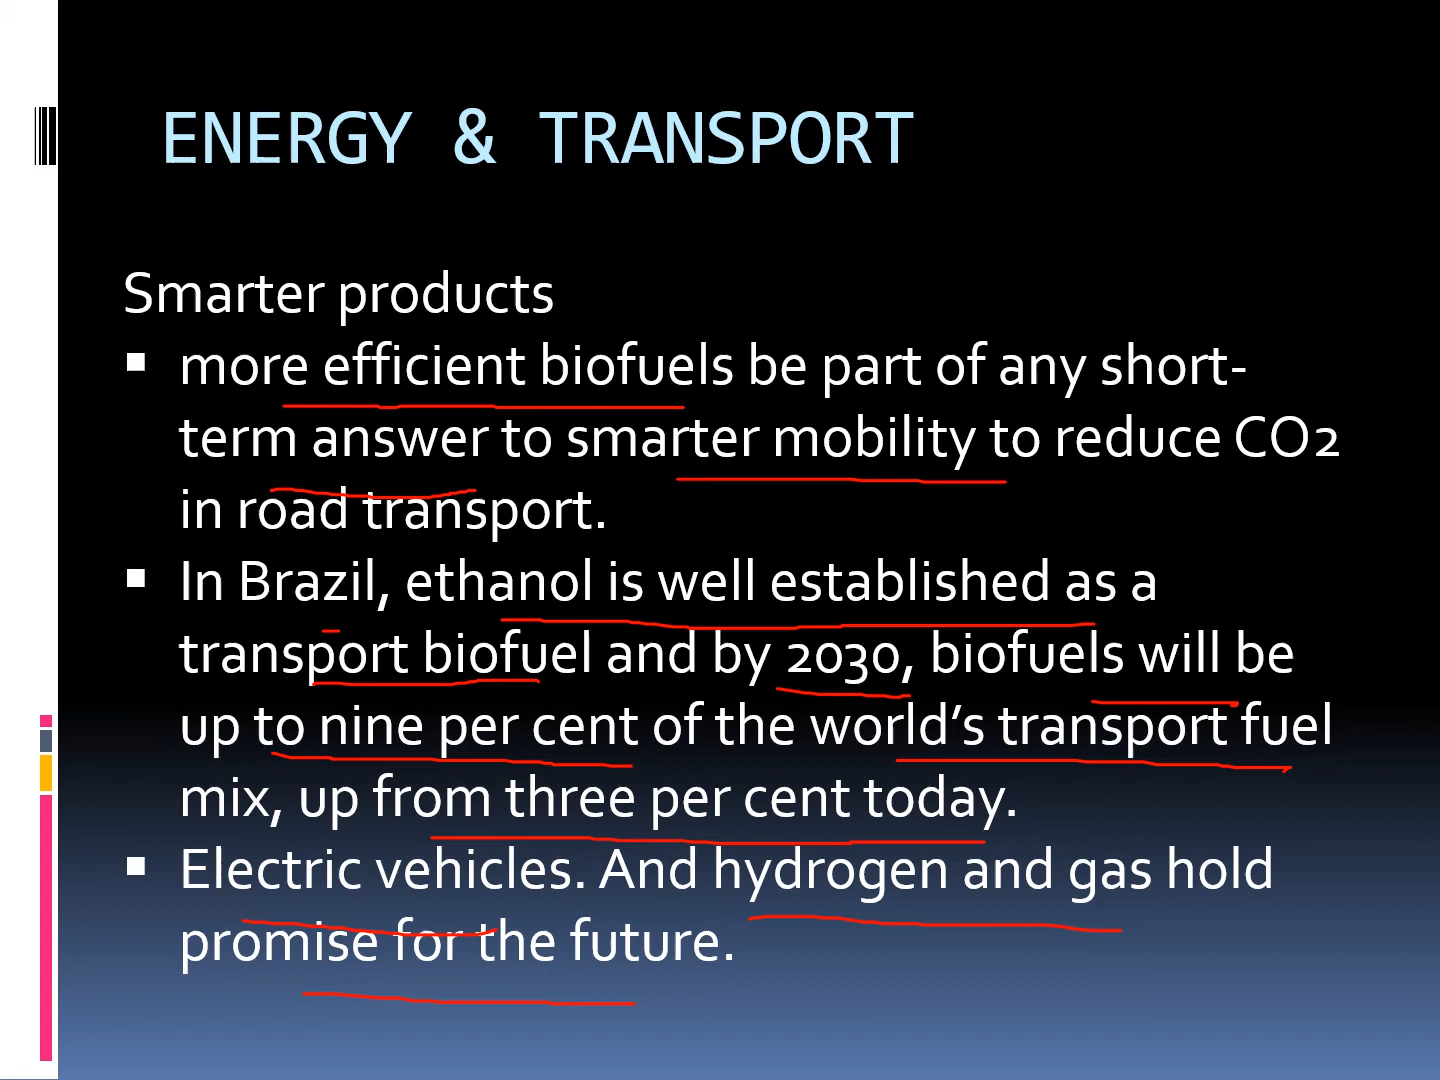 ENERGY & TRANSPORT
Smarter products
▪ more efficient biofuels be part of any short-
term answer to smarter mobility to reduce CO2
in road transport.
▪ In Brazil, ethanol is well established as a
transport biofuel and by 2030, biofuels will be
up to nine per cent of the world’s transport fuel
mix, up from three per cent today.
▪ Electric vehicles. And hydrogen and gas hold
promise for the future.